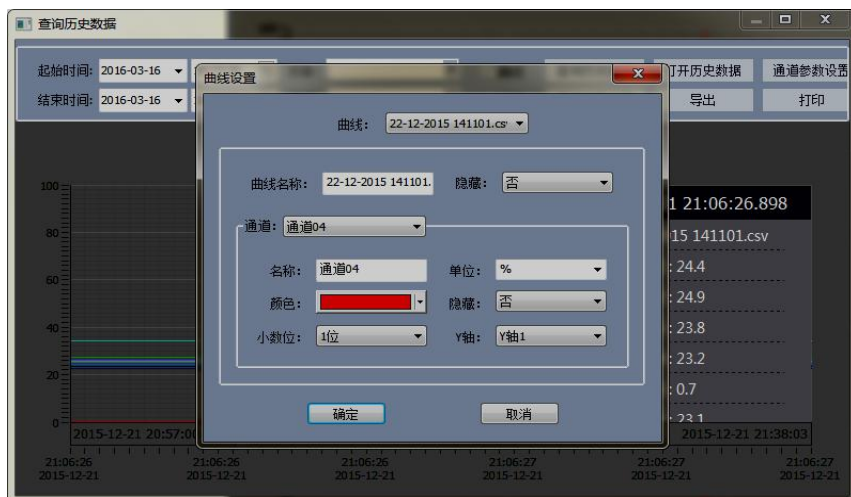 查询历史数据
起始时间: 2016-03-16
打开历史数据 通道参数设置
结束时间: 2016-03-16
导出 打印
曲线设置
曲线: 22-12-2015 141101.cs
曲线名称: 22-12-2015 141101. 隐藏: 否
通道: 通道04
名称: 通道04 单位: %
颜色: 隐藏: 否
小数位: 1位 Y轴: Y轴1
确定 取消
1 21:06:26.898
15 141101.csv
: 24.4
: 24.9
: 23.8
: 23.2
: 0.7
: 23.1
100
80
60
40
20
0
2015-12-21 20:57:0 2015-12-21 21:38:03
21:06:26 21:06:26 21:06:26 21:06:27 21:06:27 21:06:27
2015-12-21 2015-12-21 2015-12-21 2015-12-21 2015-12-21 2015-12-21